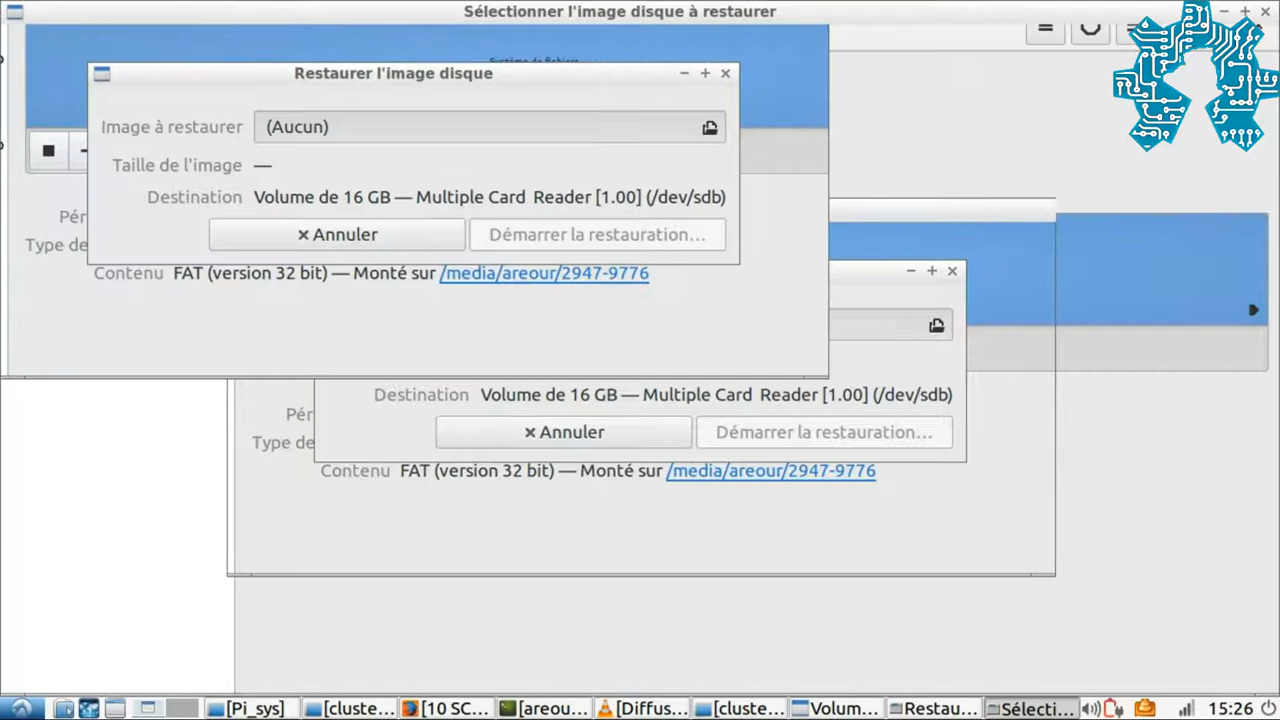 Sélectionner l'image disque à restaurer
Système de fichiers
Restaurer l'image disque
Image à restaurer (Aucun)
Taille de l'image —
Destination Volume de 16 GB — Multiple Card Reader [1.00] (/dev/sdb)
Annuler Démarrer la restauration...
Pér
Type de
Contenu FAT (version 32 bit) — Monté sur /media/areour/2947-9776
Destination Volume de 16 GB — Multiple Card Reader [1.00] (/dev/sdb)
Pér
Annuler Démarrer la restauration...
Type de
Contenu FAT (version 32 bit) — Monté sur /media/areour/2947-9776
[Pi_sys] [cluste... [10 SC... [areou... [Diffus... [cluste... Volum... Restau... Sélecti... 15:26